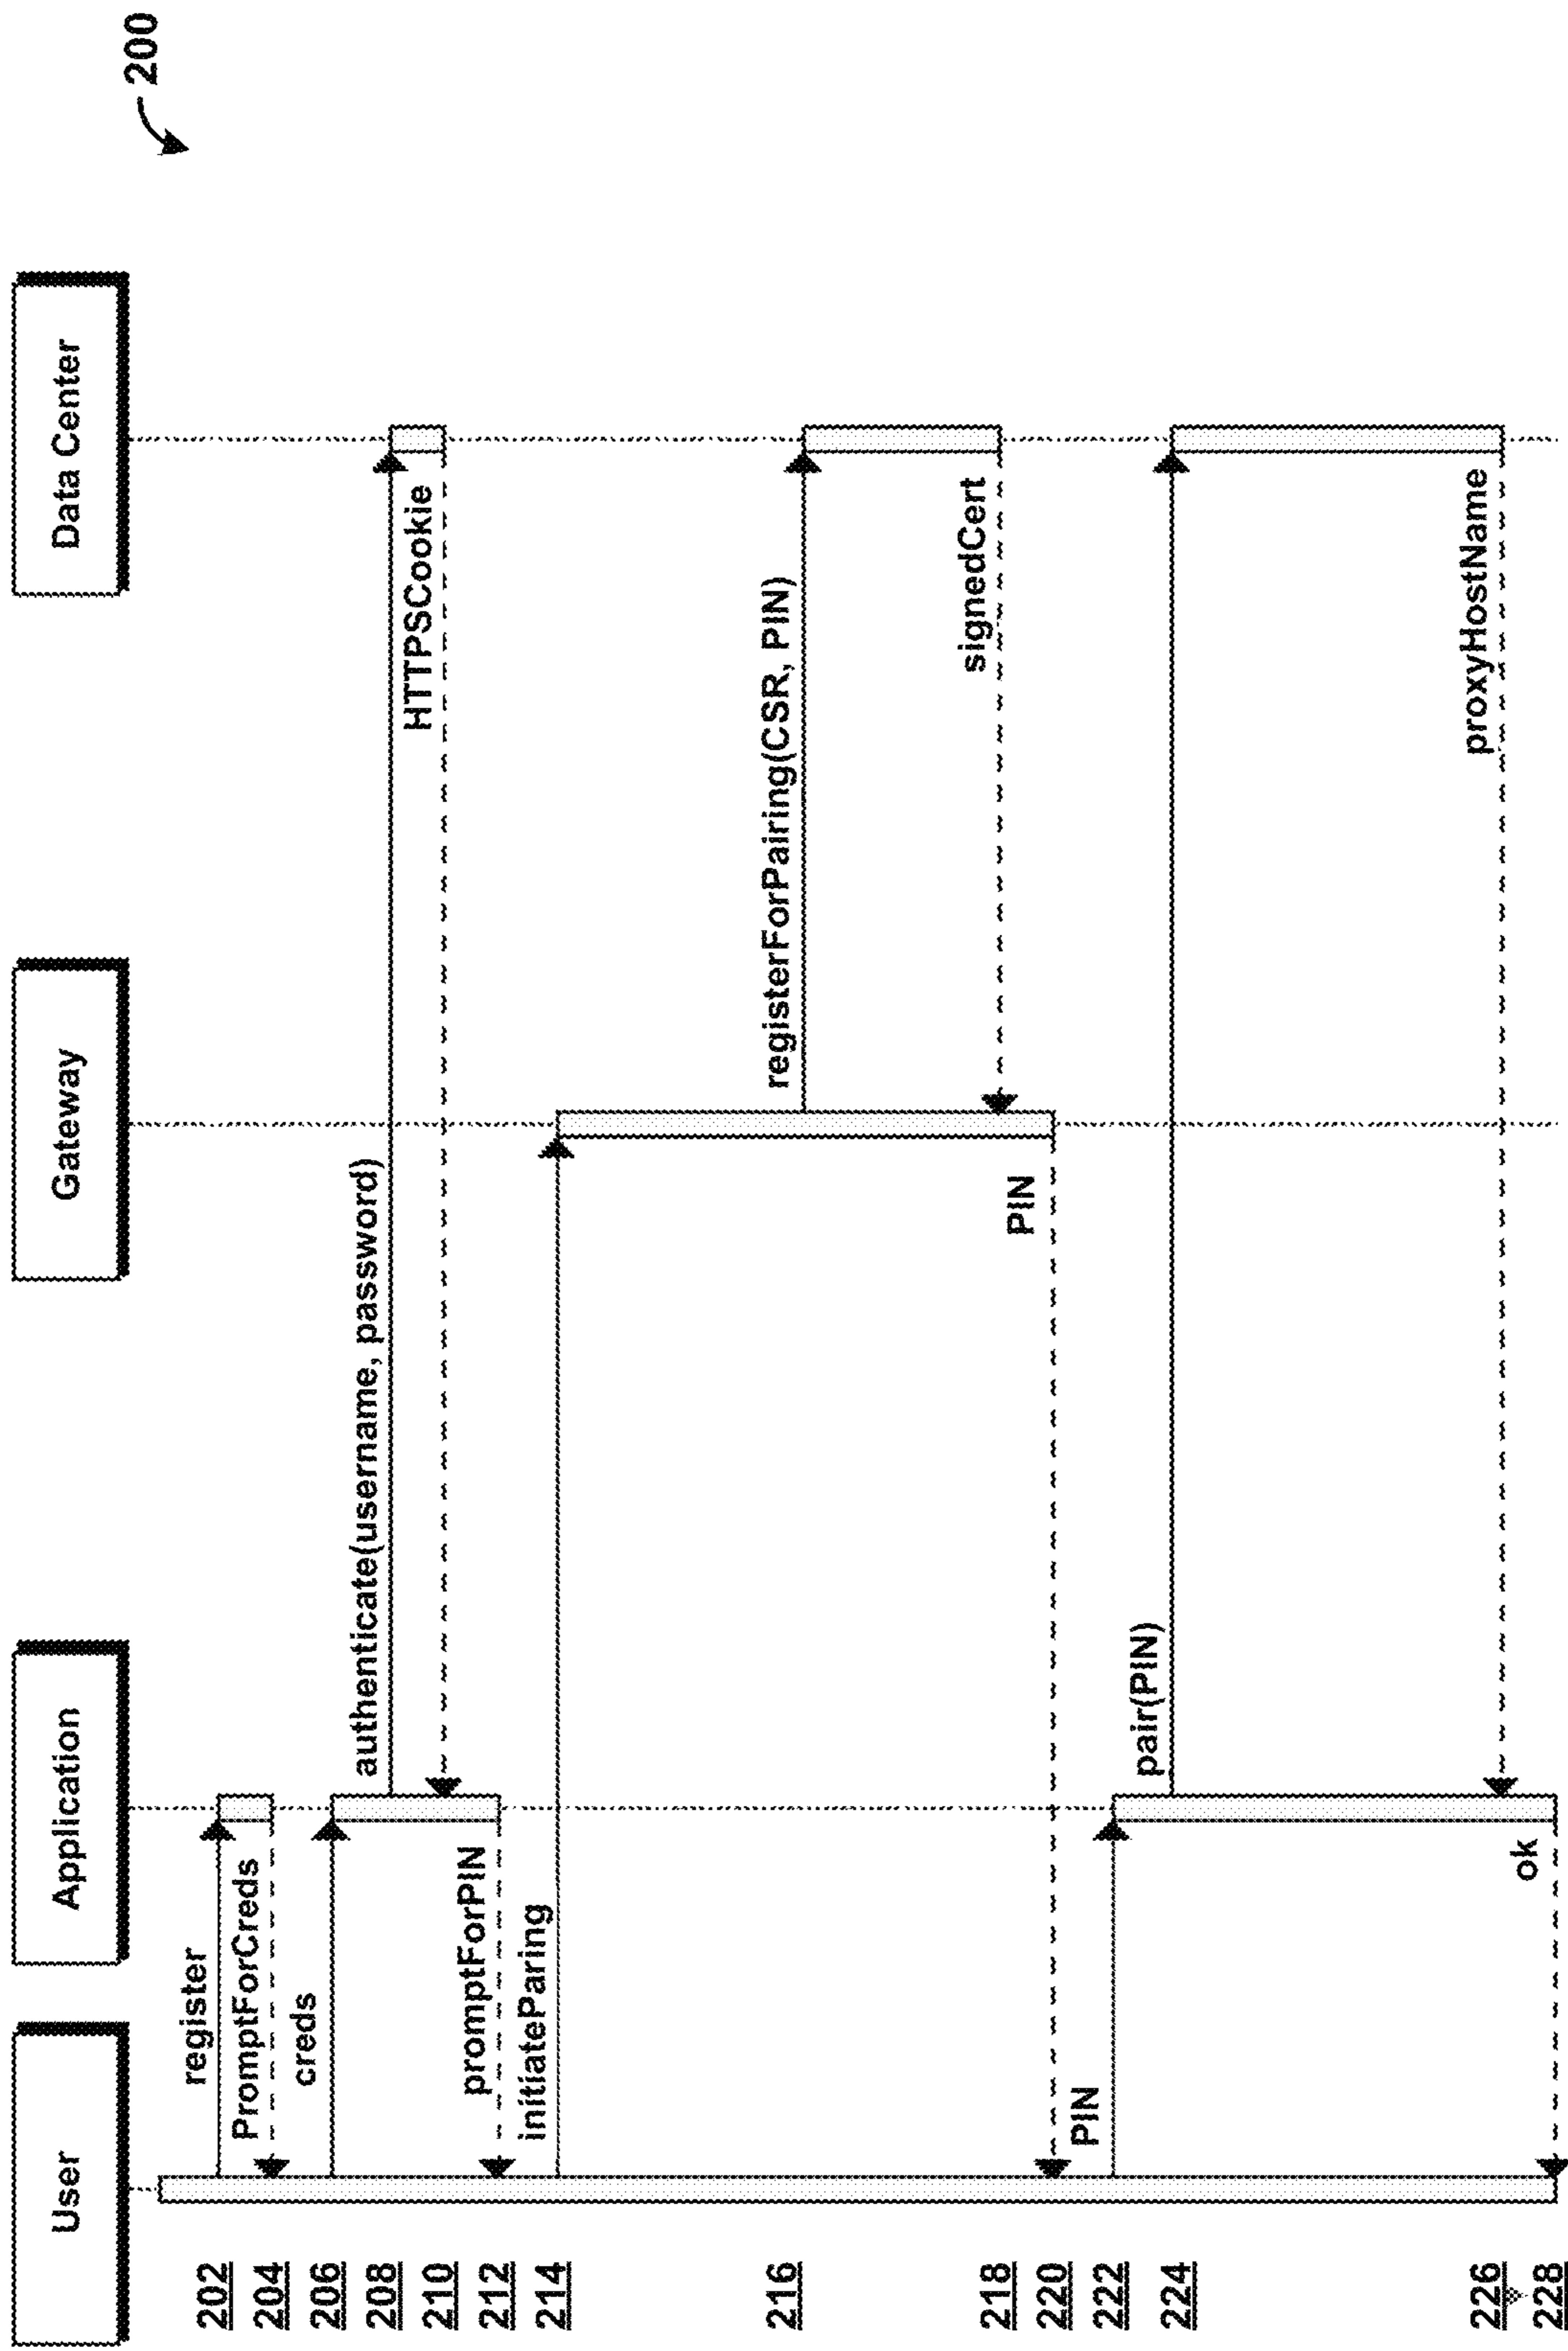 200
User
Application
Gateway
Data Center
202
register
204
PromptForCreds
206
creds
208
authenticate(username, password)
210
HTTPSCookie
212
promptForPIN
214
initiateParing
216
registerForPairing(CSR, PIN)
218
signedCert
220
PIN
222
PIN
224
pair(PIN)
226
proxyHostName
228
ok